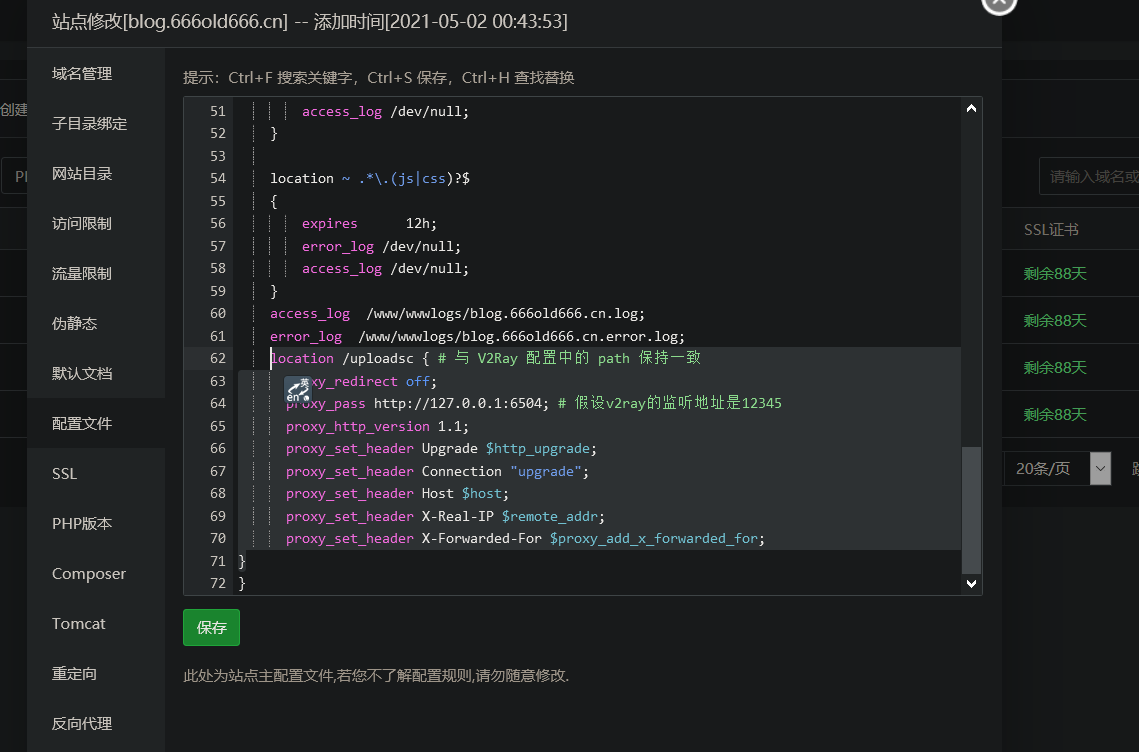 站点修改[blog.666old666.cn] -- 添加时间[2021-05-02 00:43:53]
域名管理
子目录绑定
网站目录
访问限制
流量限制
伪静态
默认文档
配置文件
SSL
PHP版本
Composer
Tomcat
重定向
反向代理
创建
提示：Ctrl+F 搜索关键字，Ctrl+S 保存，Ctrl+H 查找替换
51 access_log /dev/null;
52 }
53
54 location ~ .*\.(js|css)?$
55 {
56 expires      12h;
57 error_log /dev/null;
58 access_log /dev/null;
59 }
60 access_log  /www/wwwlogs/blog.666old666.cn.log;
61 error_log  /www/wwwlogs/blog.666old666.cn.error.log;
62 location /uploadsc { # 与 V2Ray 配置中的 path 保持一致
63 proxy_redirect off;
64 proxy_pass http://127.0.0.1:6504; # 假设v2ray的监听地址是12345
65 proxy_http_version 1.1;
66 proxy_set_header Upgrade $http_upgrade;
67 proxy_set_header Connection "upgrade";
68 proxy_set_header Host $host;
69 proxy_set_header X-Real-IP $remote_addr;
70 proxy_set_header X-Forwarded-For $proxy_add_x_forwarded_for;
71 }
72 }
英
en
保存
此处为站点主配置文件,若您不了解配置规则,请勿随意修改.
请输入域名或
SSL证书
剩余88天
剩余88天
剩余88天
剩余88天
20条/页